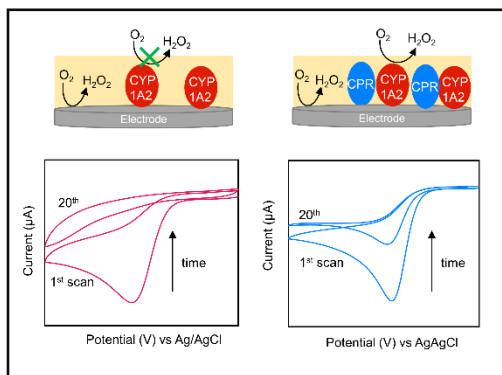 O2
H2O2
O2
H2O2
CYP
1A2
CYP
1A2
Electrode
O2
H2O2
O2
H2O2
CPR
CYP
1A2
CPR
CYP
1A2
Electrode
Current (μA)
20th
1st scan
time
Potential (V) vs Ag/AgCl
Current (μA)
20th
1st scan
time
Potential (V) vs AgAgCl